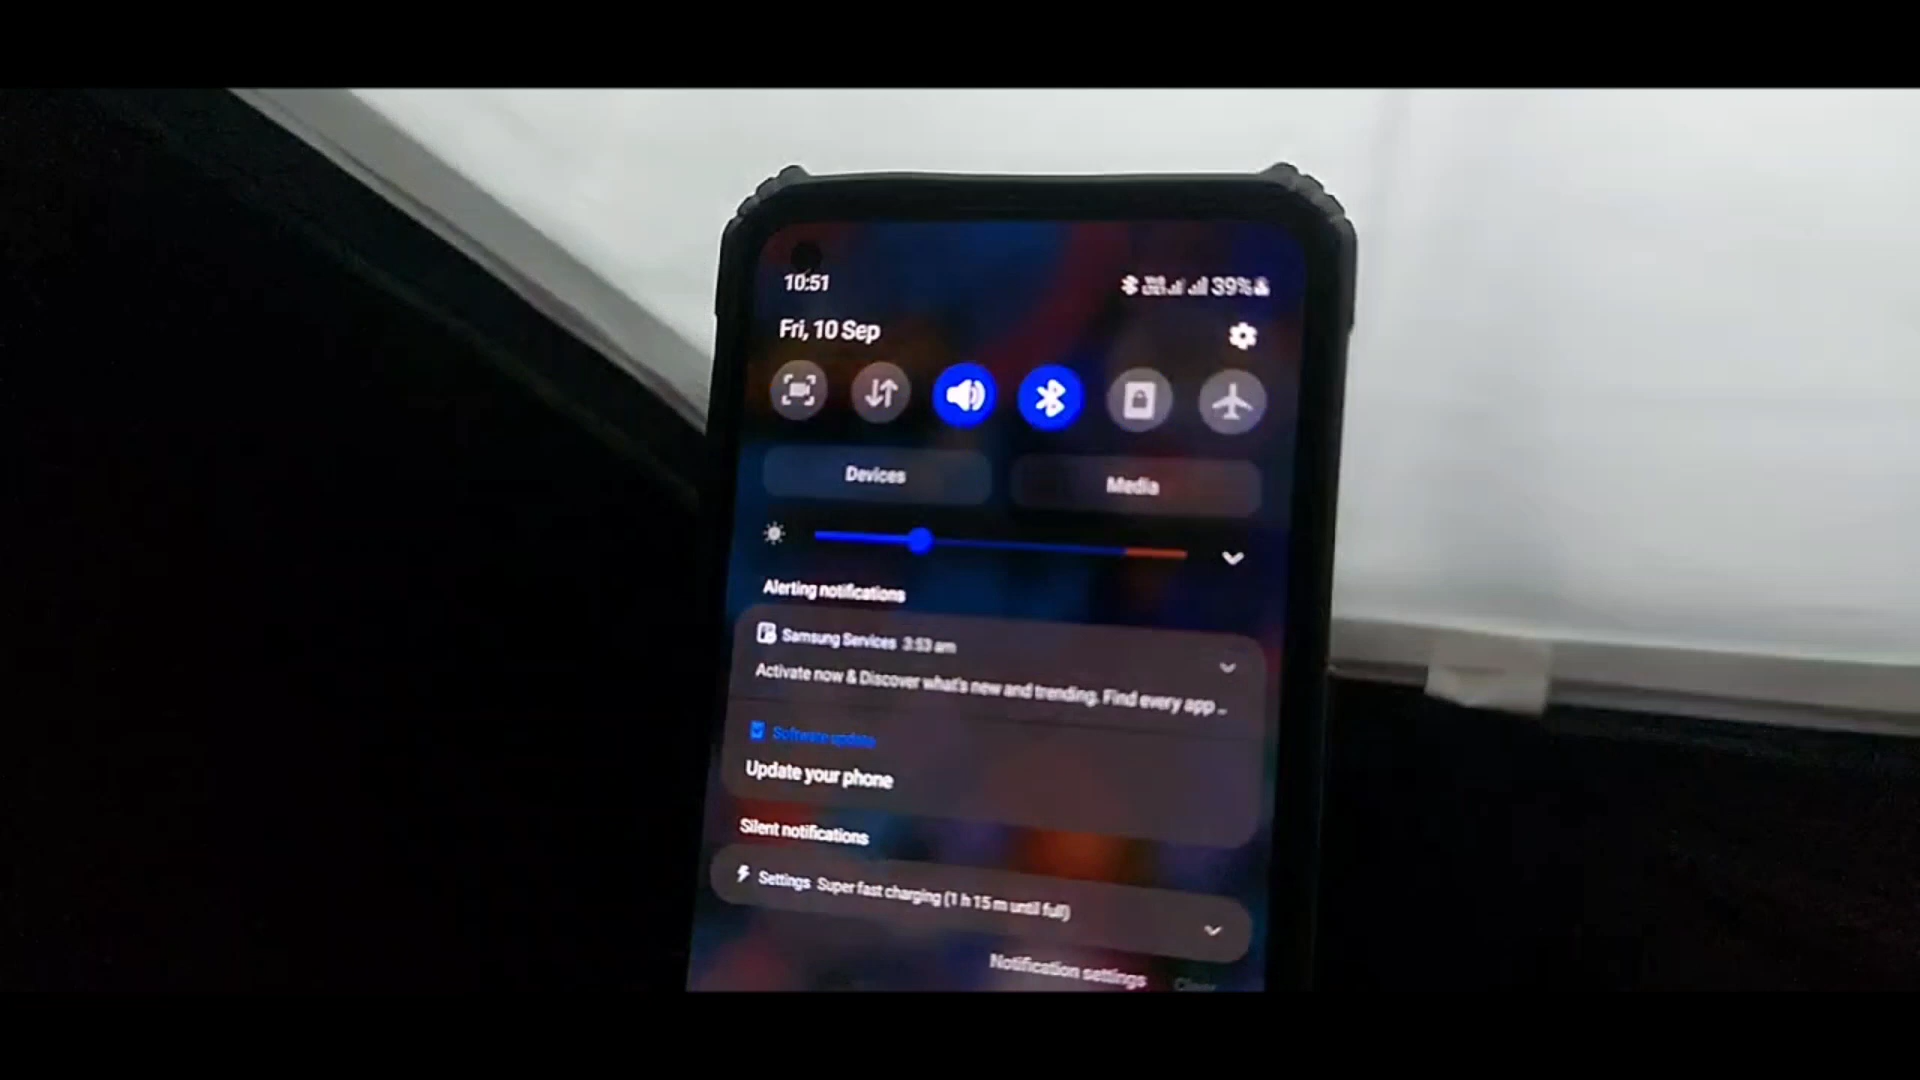 10:51
39%
Fri, 10 Sep
Devices
Media
Alerting notifications
Samsung Services 3:53 am
Activate now & Discover what's new and trending. Find every app ...
Software update
Update your phone
Silent notifications
Settings Super fast charging (1 h 15 m until full)
Notification settings
Clear